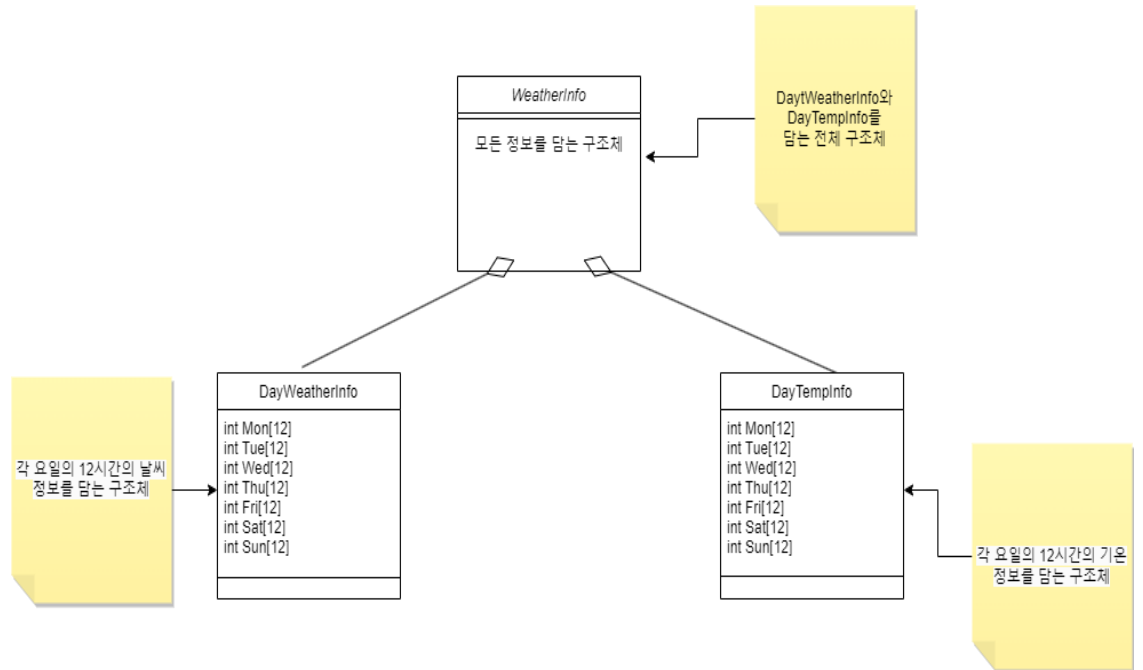 DaytWeatherInfo와
DayTempInfo를
담는 전체 구조체
WeatherInfo
모든 정보를 담는 구조체
각 요일의 12시간의 날씨
정보를 담는 구조체
DayWeatherInfo
int Mon[12]
int Tue[12]
int Wed[12]
int Thu[12]
int Fri[12]
int Sat[12]
int Sun[12]
DayTempInfo
int Mon[12]
int Tue[12]
int Wed[12]
int Thu[12]
int Fri[12]
int Sat[12]
int Sun[12]
각 요일의 12시간의 기온
정보를 담는 구조체